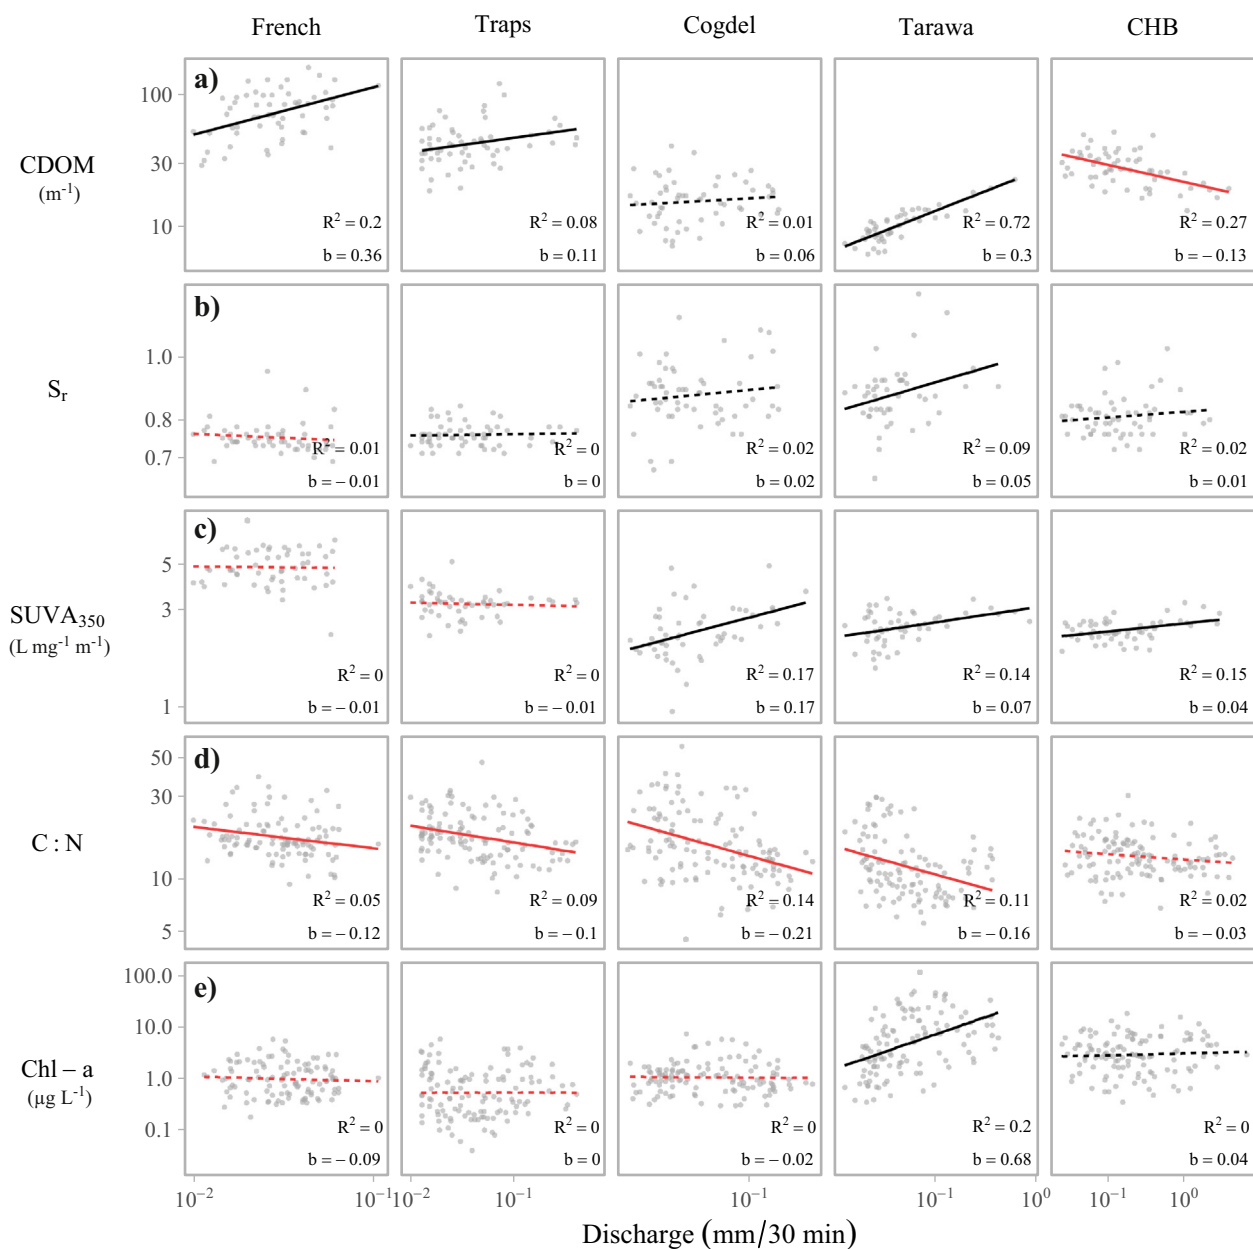 French Traps Cogdel Tarawa CHB
a)
CDOM
(m⁻¹)
100
30
10
R² = 0.2 R² = 0.08 R² = 0.01 R² = 0.72 R² = 0.27
b = 0.36 b = 0.11 b = 0.06 b = 0.3 b = − 0.13
b)
Sᵣ
1.0
0.8
0.7
R² = 0.01 R² = 0 R² = 0.02 R² = 0.09 R² = 0.02
b = − 0.01 b = 0 b = 0.02 b = 0.05 b = 0.01
c)
SUVA₃₅₀
(L mg⁻¹ m⁻¹)
5
3
1
R² = 0 R² = 0 R² = 0.17 R² = 0.14 R² = 0.15
b = − 0.01 b = − 0.01 b = 0.17 b = 0.07 b = 0.04
d)
C : N
50
30
10
5
R² = 0.05 R² = 0.09 R² = 0.14 R² = 0.11 R² = 0.02
b = − 0.12 b = − 0.1 b = − 0.21 b = − 0.16 b = − 0.03
e)
Chl – a
(μg L⁻¹)
100.0
10.0
1.0
0.1
R² = 0 R² = 0 R² = 0 R² = 0.2 R² = 0
b = − 0.09 b = 0 b = − 0.02 b = 0.68 b = 0.04
10⁻² 10⁻¹ 10⁻² 10⁻¹ 10⁻¹ 10⁻¹ 10⁰ 10⁻¹ 10⁰
Discharge (mm/30 min)